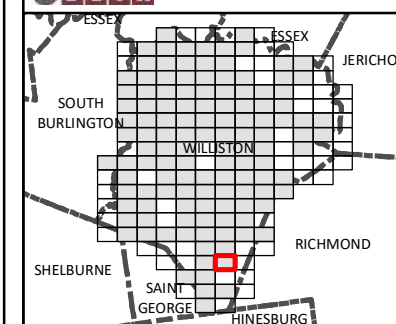 ESSEX
ESSEX
JERICHO
SOUTH
BURLINGTON
WILLISTON
RICHMOND
SHELBURNE
SAINT
GEORGE
HINESBURG